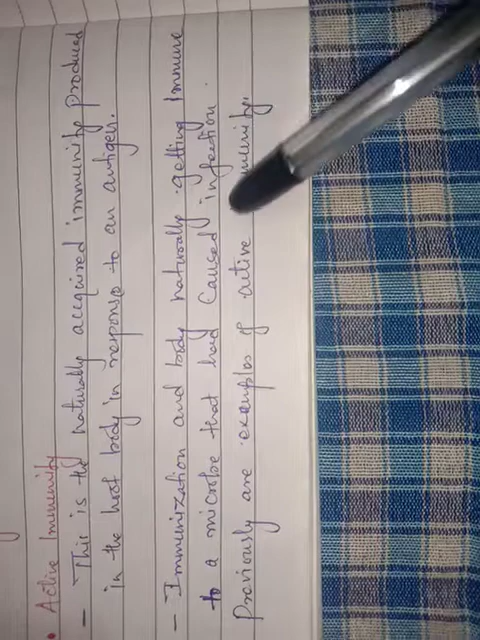 • Active Immunity
- This is the naturally acquired immunity produced
in the host body in response to an antigen.
- Immunization and body naturally getting Immune
to a microbe that had caused infection.
Previously are examples of active munity.